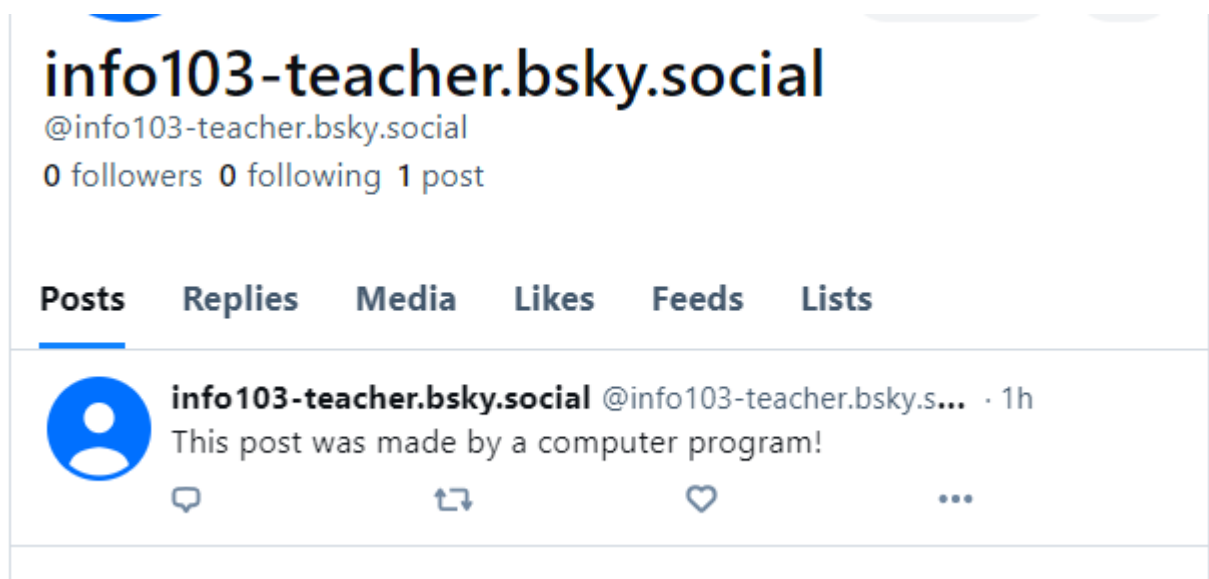 info103-teacher.bsky.social
@info103-teacher.bsky.social
0 followers 0 following 1 post
Posts Replies Media Likes Feeds Lists
info103-teacher.bsky.social @info103-teacher.bsky.s... · 1h
This post was made by a computer program!